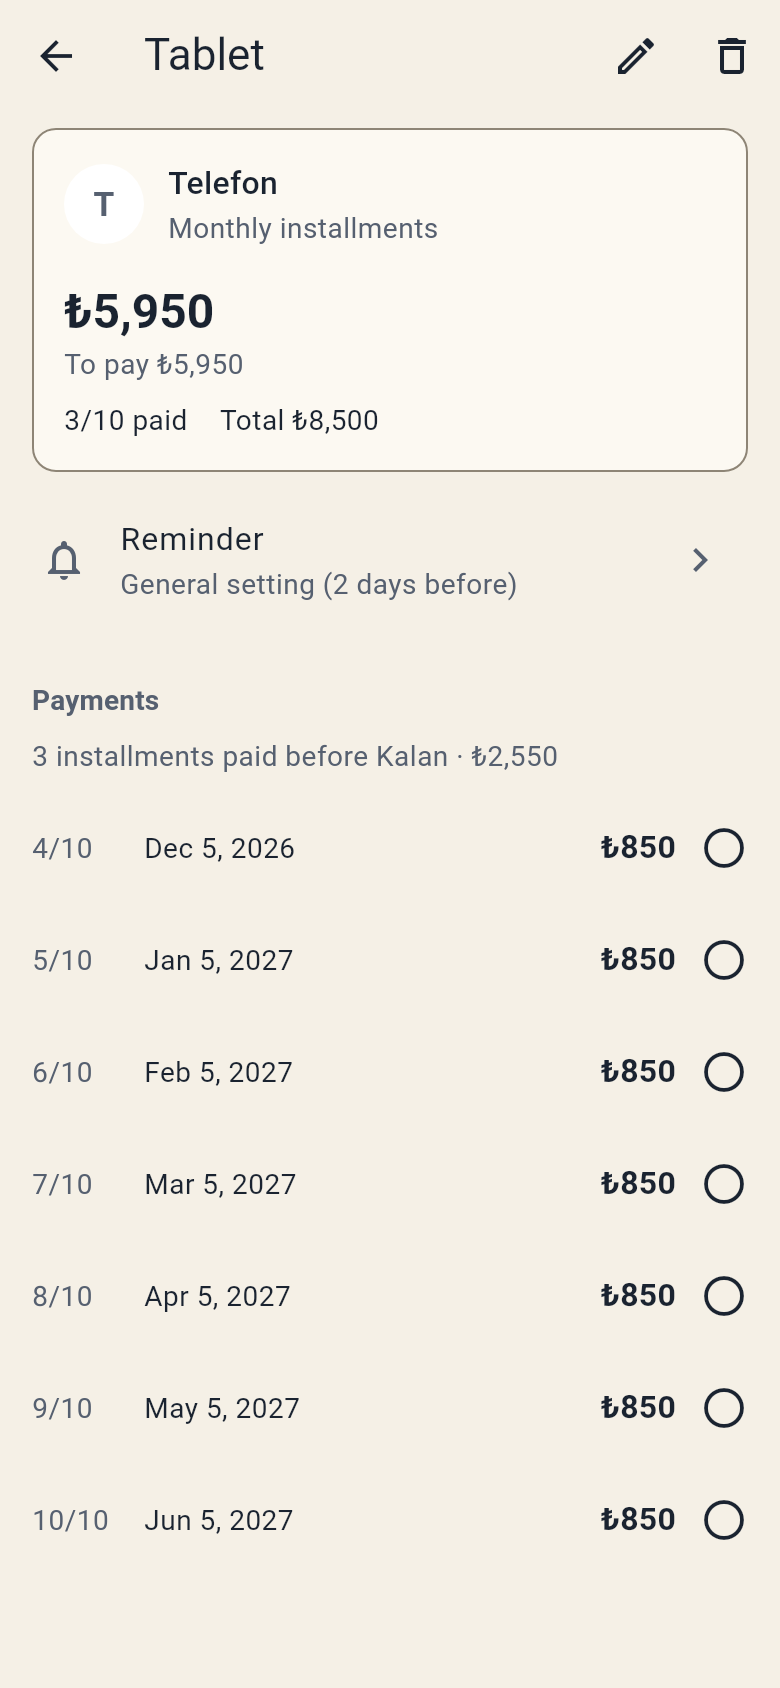 Tablet
T
Telefon
Monthly installments
₺5,950
To pay ₺5,950
3/10 paid Total ₺8,500
Reminder
General setting (2 days before)
Payments
3 installments paid before Kalan · ₺2,550
4/10 Dec 5, 2026 ₺850
5/10 Jan 5, 2027 ₺850
6/10 Feb 5, 2027 ₺850
7/10 Mar 5, 2027 ₺850
8/10 Apr 5, 2027 ₺850
9/10 May 5, 2027 ₺850
10/10 Jun 5, 2027 ₺850